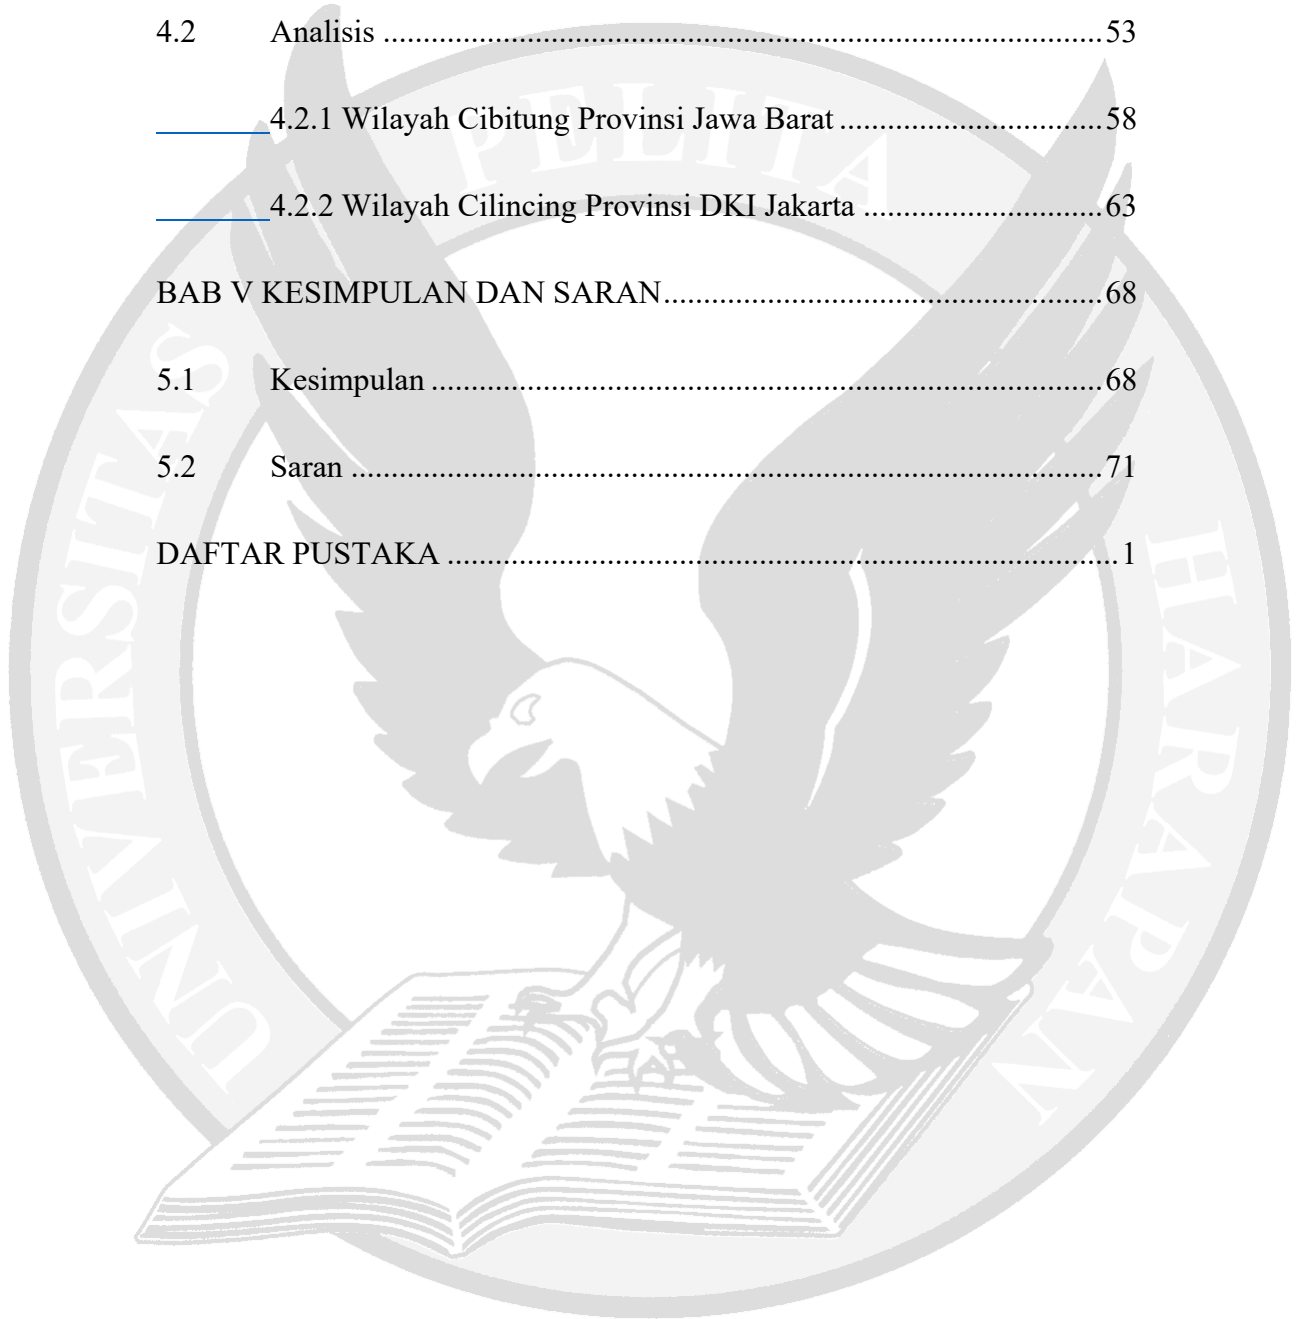 4.2 Analisis ........................................................................................... 53
4.2.1 Wilayah Cibitung Provinsi Jawa Barat ................................. 58
4.2.2 Wilayah Cilincing Provinsi DKI Jakarta .............................. 63
BAB V KESIMPULAN DAN SARAN....................................................... 68
5.1 Kesimpulan ..................................................................................... 68
5.2 Saran ............................................................................................... 71
DAFTAR PUSTAKA ..................................................................................... 1
UNIVERSITAS PELITA HARAPAN